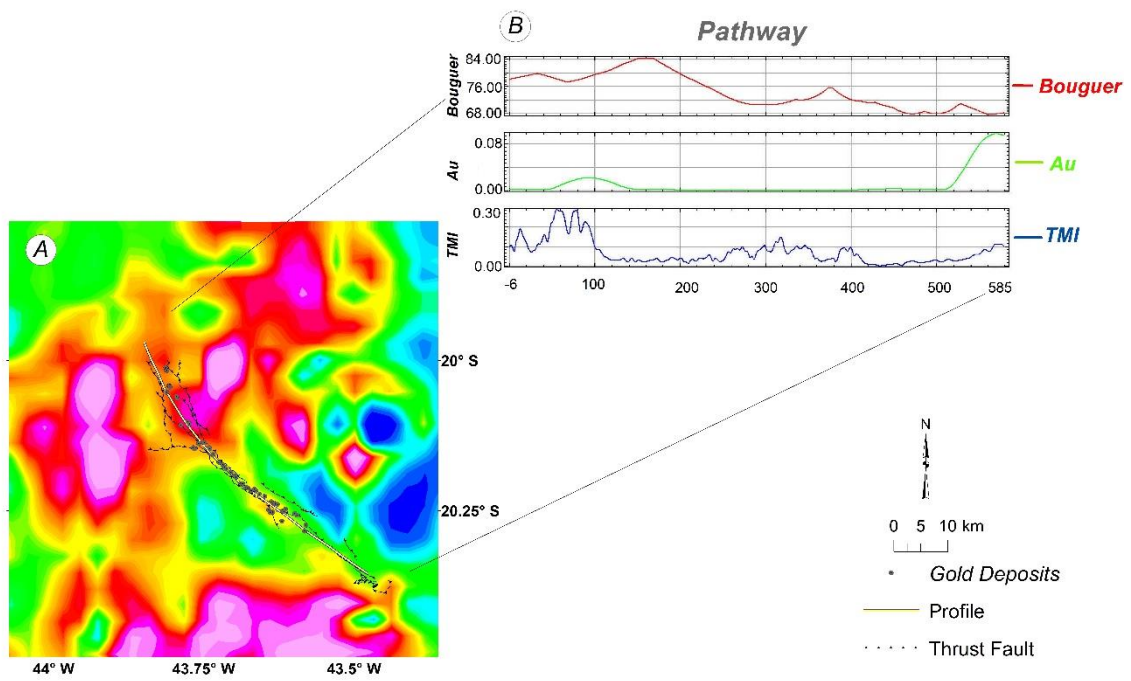 B
Pathway
Bouguer
84.00
76.00
68.00
Bouguer
Au
0.08
0.00
Au
TMI
0.30
0.00
TMI
-6 100 200 300 400 500 585
A
20° S
20.25° S
44° W 43.75° W 43.5° W
N
0 5 10 km
Gold Deposits
Profile
Thrust Fault